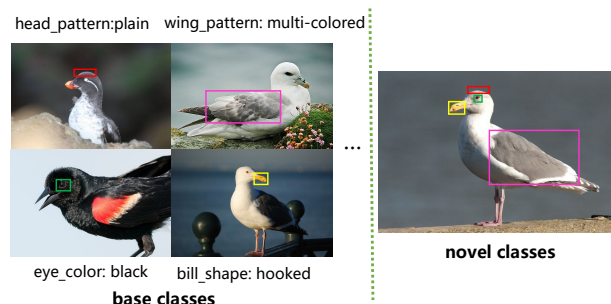 head_pattern:plain
wing_pattern: multi-colored
...
eye_color: black
bill_shape: hooked
base classes
novel classes